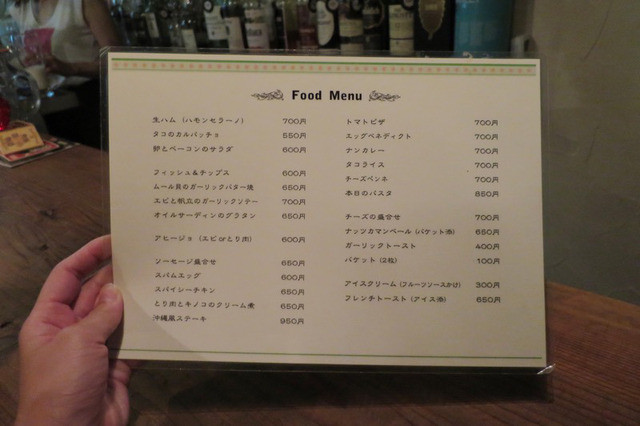 Food Menu
生ハム (ハモンセラーノ) 700円
タコのカルパッチョ 550円
卵とベーコンのサラダ 600円
フィッシュ&チップス 600円
ムール貝のガーリックバター焼 650円
エビと帆立のガーリックソテー 700円
オイルサーディンのグラタン 650円
アヒージョ (エビorとり肉) 600円
ソーセージ盛合せ 650円
スパムエッグ 600円
スパイシーチキン 650円
とり肉とキノコのクリーム煮 650円
沖縄風ステーキ 950円
トマトピザ 700円
エッグベネディクト 700円
ナンカレー 700円
タコライス 700円
チーズペンネ 700円
本日のパスタ 850円
チーズの盛合せ 700円
ナッツカマンベール (バケット添) 650円
ガーリックトースト 400円
バケット (2枚) 100円
アイスクリーム (フルーツソースかけ) 300円
フレンチトースト (アイス添) 650円